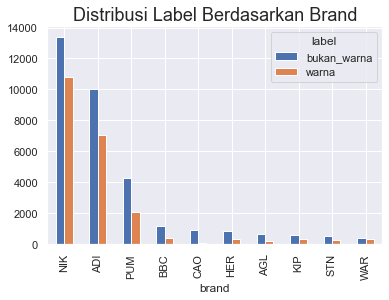 Distribusi Label Berdasarkan Brand
14000
12000
10000
8000
6000
4000
2000
0
label
bukan_warna
warna
NIK
ADI
PUM
BBC
CAO
HER
AGL
KIP
STN
WAR
brand